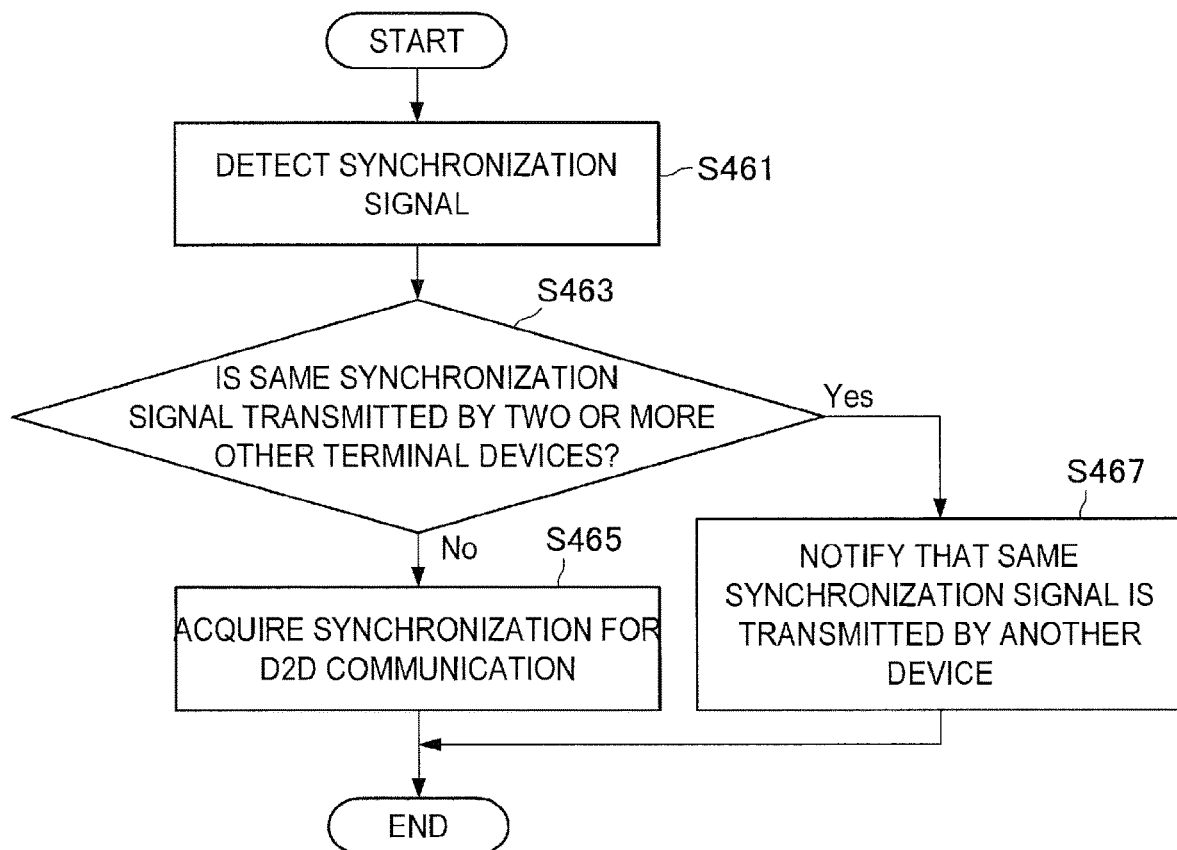 START
DETECT SYNCHRONIZATION
SIGNAL
S461
S463
IS SAME SYNCHRONIZATION
SIGNAL TRANSMITTED BY TWO OR MORE
OTHER TERMINAL DEVICES?
Yes
No
S465
ACQUIRE SYNCHRONIZATION FOR
D2D COMMUNICATION
S467
NOTIFY THAT SAME
SYNCHRONIZATION SIGNAL IS
TRANSMITTED BY ANOTHER
DEVICE
END